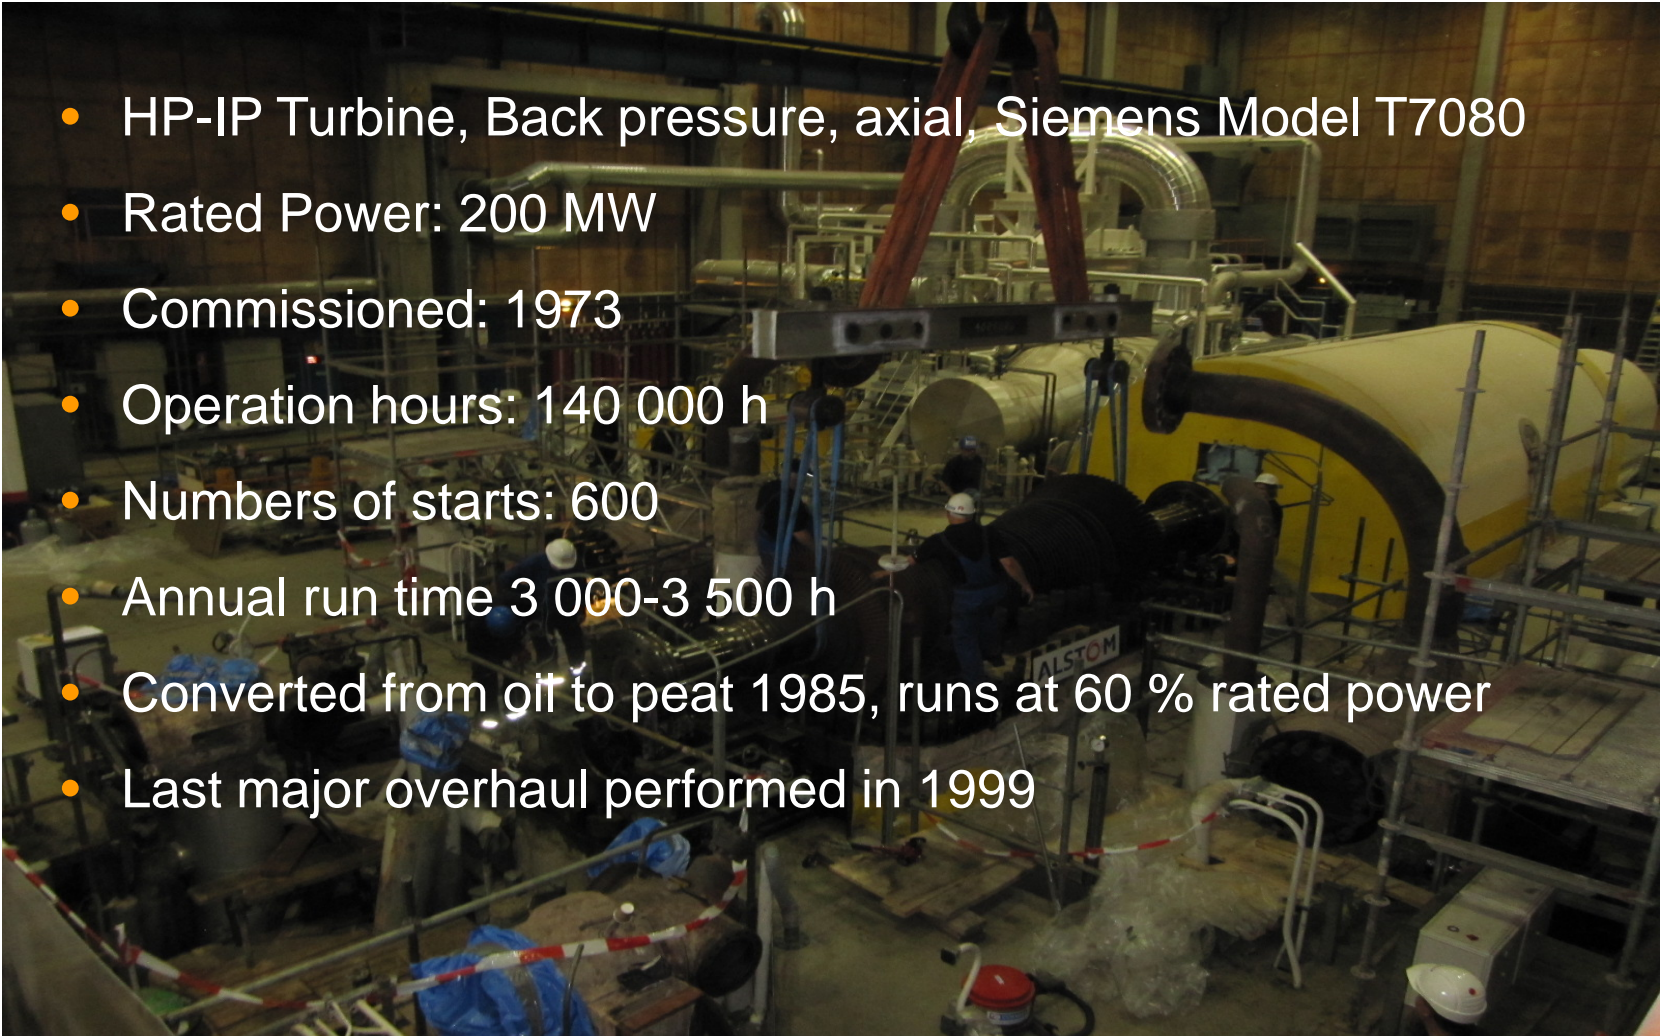 • HP-IP Turbine, Back pressure, axial, Siemens Model T7080
• Rated Power: 200 MW
• Commissioned: 1973
• Operation hours: 140 000 h
• Numbers of starts: 600
• Annual run time 3 000-3 500 h
• Converted from oil to peat 1985, runs at 60 % rated power
• Last major overhaul performed in 1999
ALSTOM